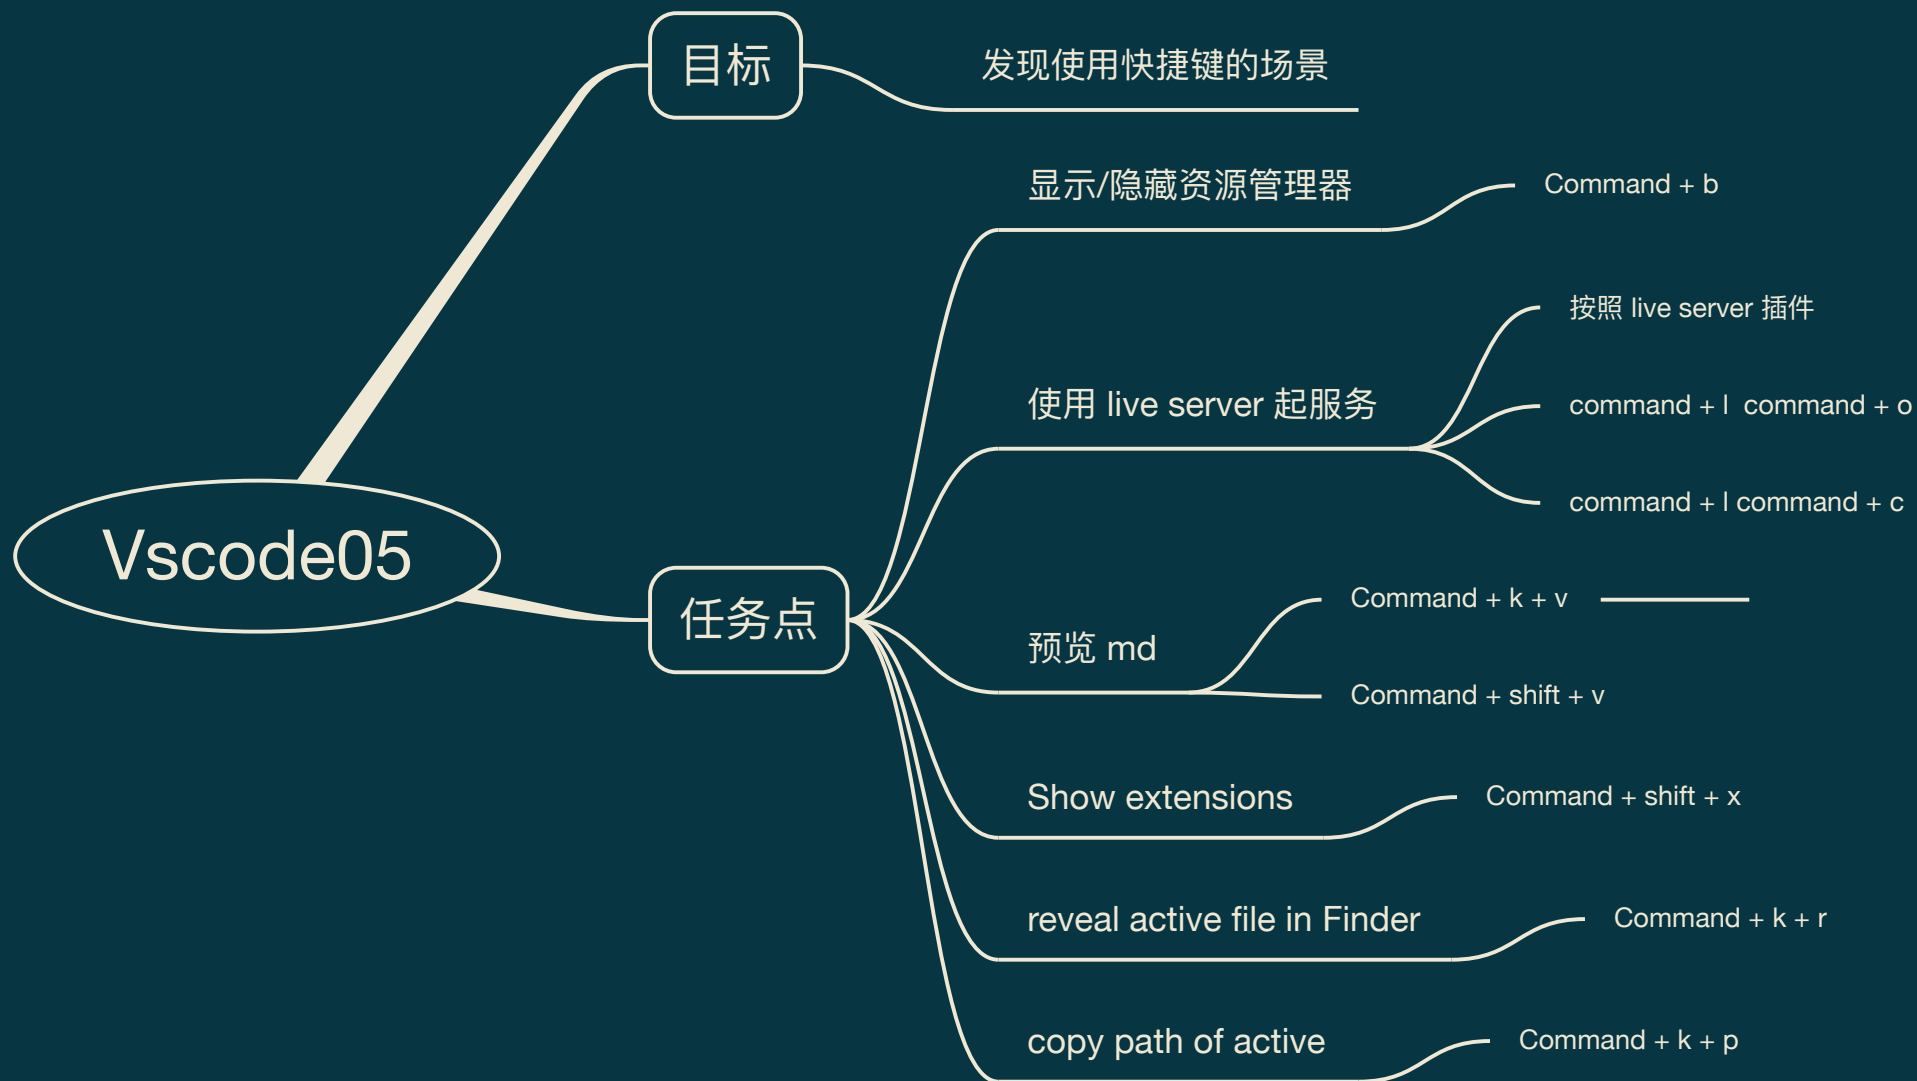 目标
发现使用快捷键的场景
显示/隐藏资源管理器
Command + b
按照 live server 插件
使用 live server 起服务
command + l  command + o
command + l command + c
Vscode05
任务点
预览 md
Command + k + v
Command + shift + v
Show extensions
Command + shift + x
reveal active file in Finder
Command + k + r
copy path of active
Command + k + p